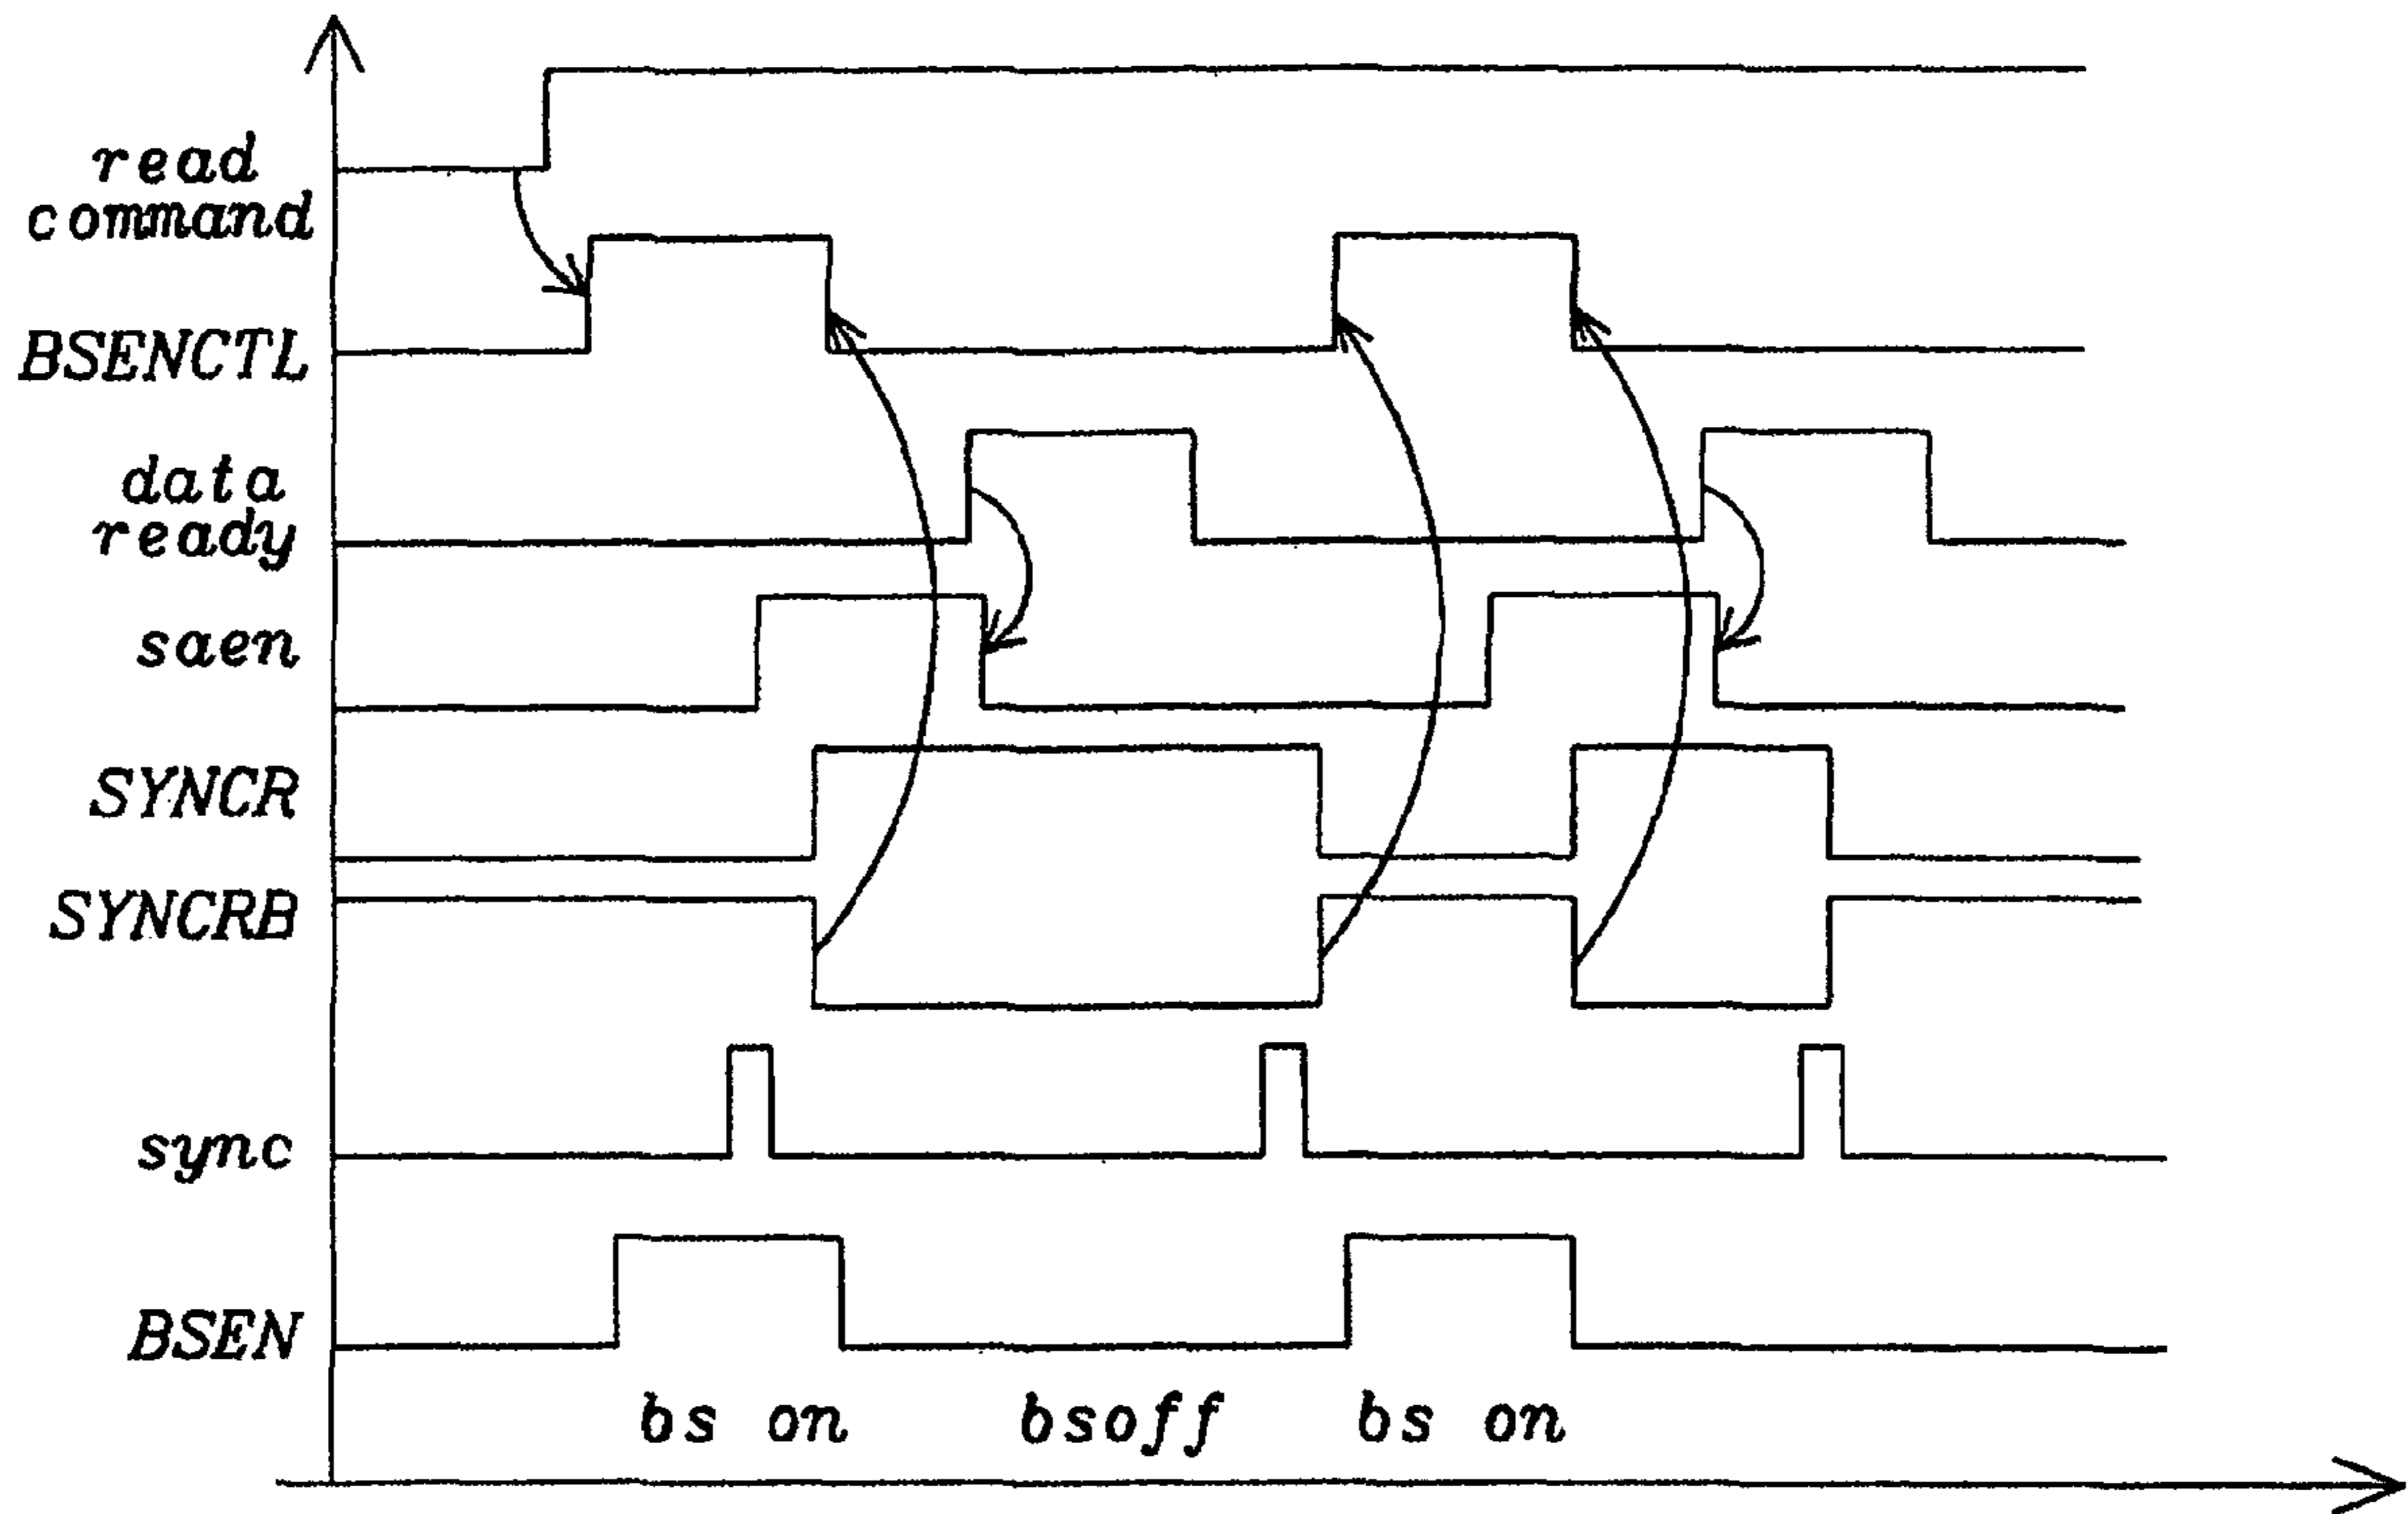 read
command
BSENCTL
data
ready
saen
SYNCR
SYNCRB
sync
BSEN
bs on bsoff bs on